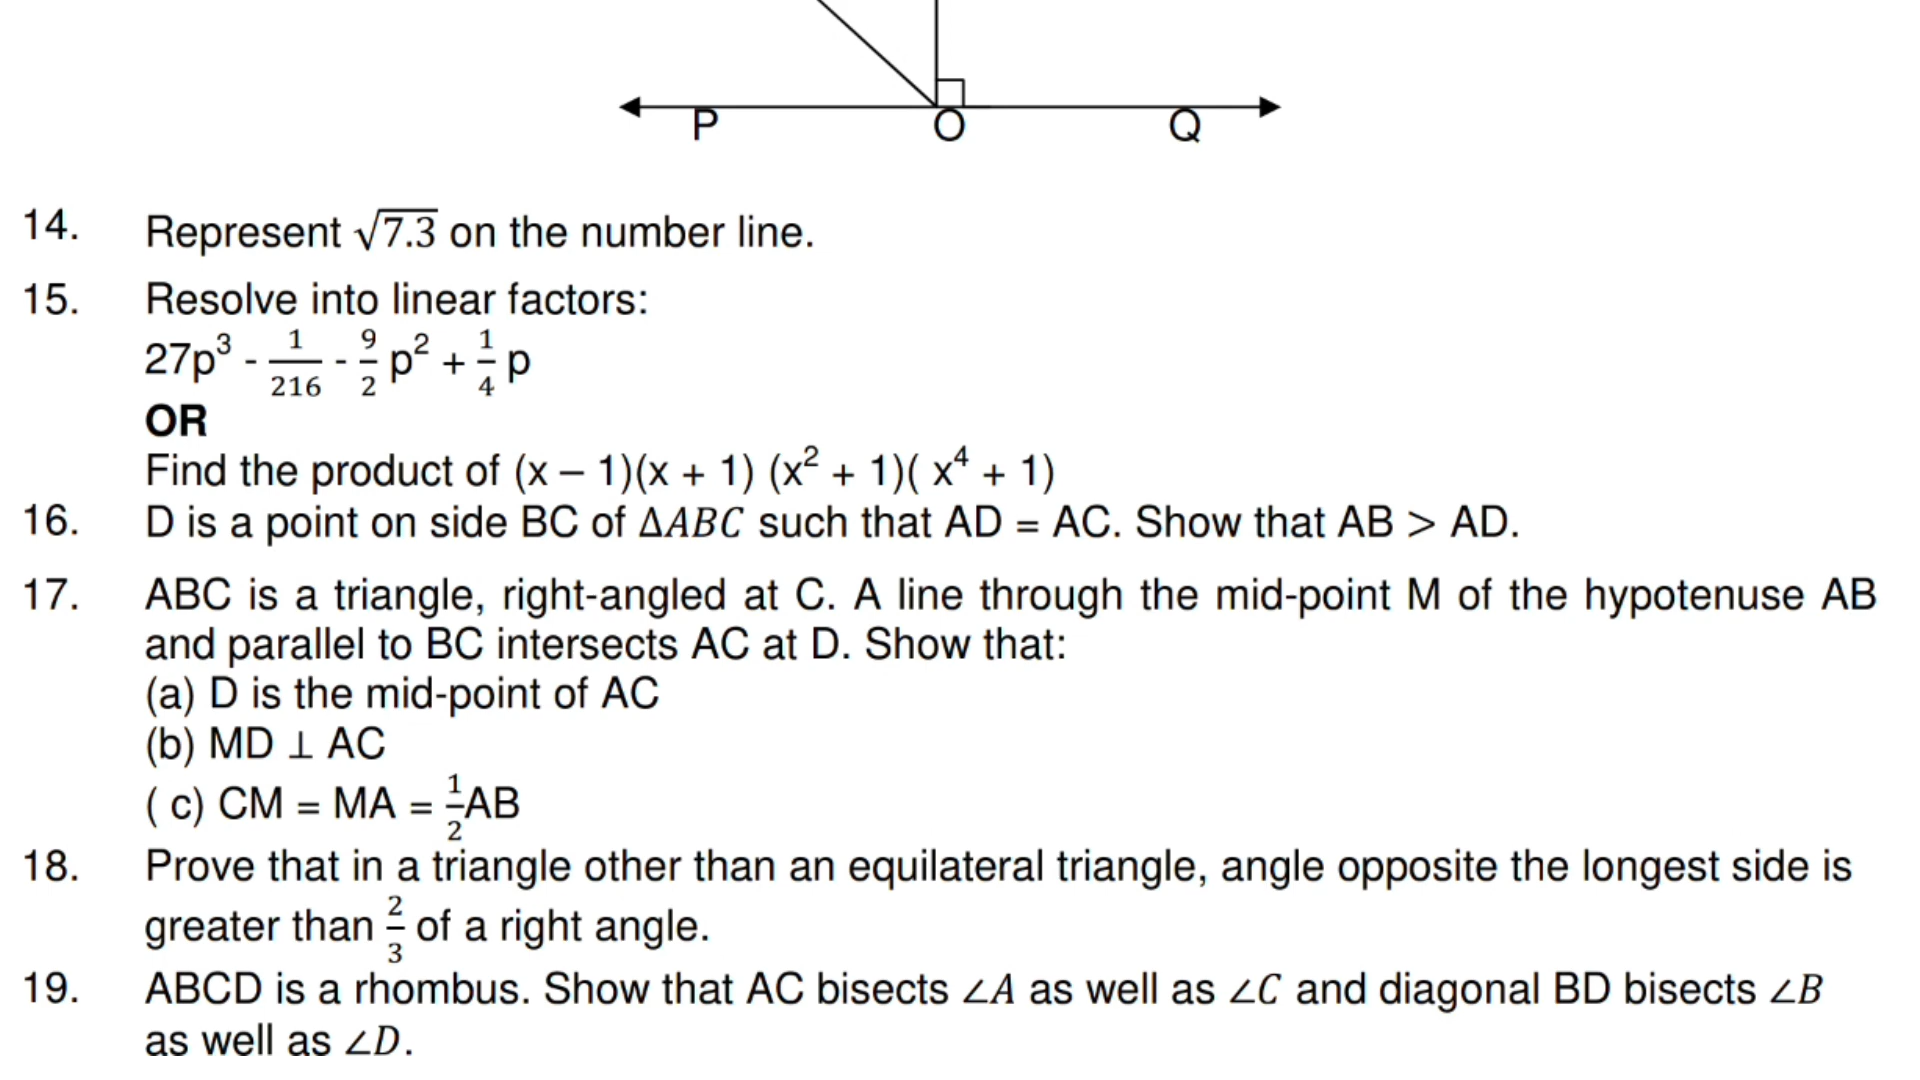 P O Q
14. Represent √7.3 on the number line.
15. Resolve into linear factors:
27p³ - 1/216 - 9/2 p² + 1/4 p
OR
Find the product of (x – 1)(x + 1) (x² + 1)( x⁴ + 1)
16. D is a point on side BC of ΔABC such that AD = AC. Show that AB > AD.
17. ABC is a triangle, right-angled at C. A line through the mid-point M of the hypotenuse AB
and parallel to BC intersects AC at D. Show that:
(a) D is the mid-point of AC
(b) MD ⊥ AC
( c) CM = MA = 1/2 AB
18. Prove that in a triangle other than an equilateral triangle, angle opposite the longest side is
greater than 2/3 of a right angle.
19. ABCD is a rhombus. Show that AC bisects ∠A as well as ∠C and diagonal BD bisects ∠B
as well as ∠D.